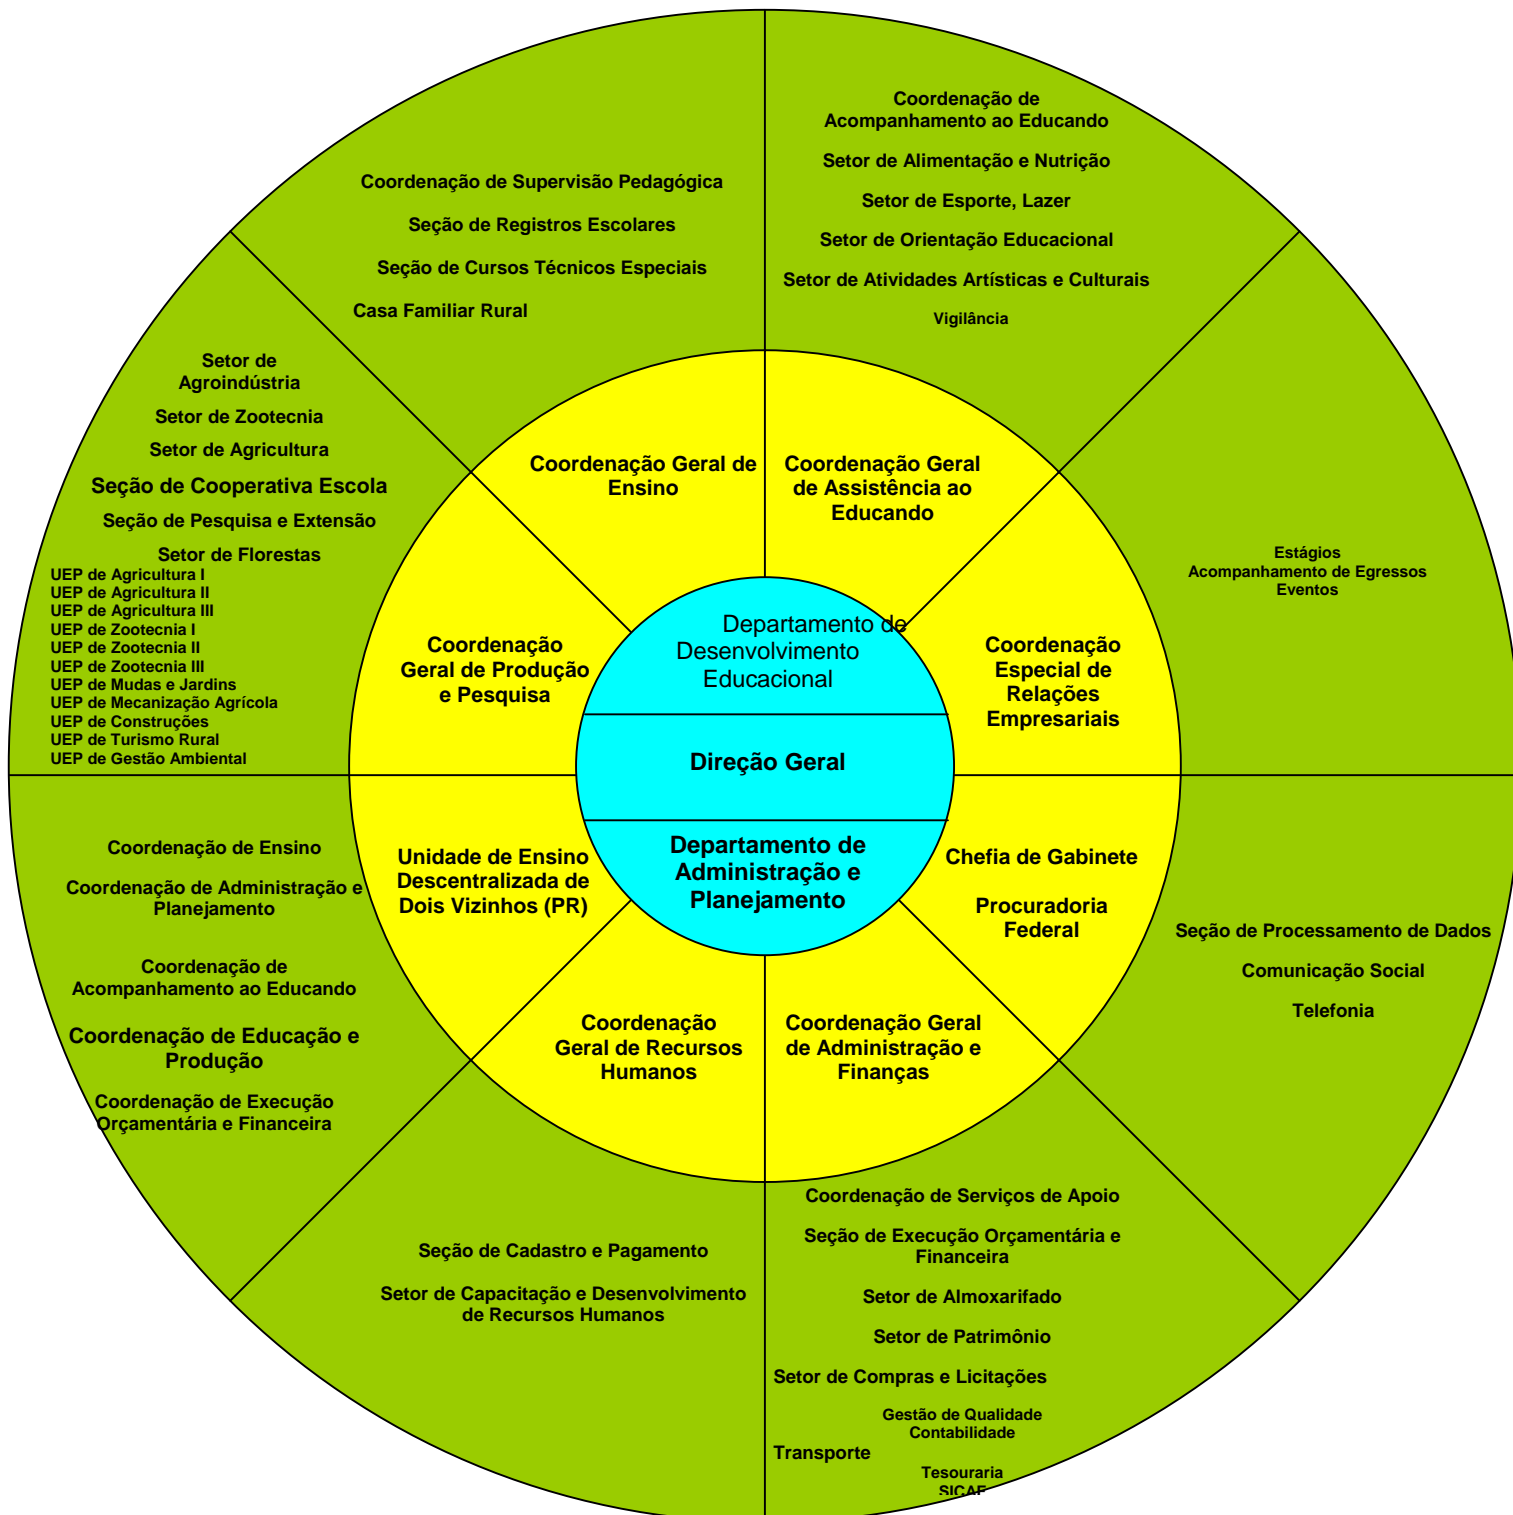 Coordenação de
Acompanhamento ao Educando
Setor de Alimentação e Nutrição
Setor de Esporte, Lazer
Setor de Orientação Educacional
Setor de Atividades Artísticas e Culturais
Vigilância
Coordenação de Supervisão Pedagógica
Seção de Registros Escolares
Seção de Cursos Técnicos Especiais
Casa Familiar Rural
Setor de
Agroindústria
Setor de Zootecnia
Setor de Agricultura
Seção de Cooperativa Escola
Seção de Pesquisa e Extensão
Setor de Florestas
UEP de Agricultura I
UEP de Agricultura II
UEP de Agricultura III
UEP de Zootecnia I
UEP de Zootecnia II
UEP de Zootecnia III
UEP de Mudas e Jardins
UEP de Mecanização Agrícola
UEP de Construções
UEP de Turismo Rural
UEP de Gestão Ambiental
Coordenação Geral de
Ensino
Coordenação Geral
de Assistência ao
Educando
Estágios
Acompanhamento de Egressos
Eventos
Coordenação
Geral de Produção
e Pesquisa
Departamento de
Desenvolvimento
Educacional
Coordenação
Especial de
Relações
Empresariais
Direção Geral
Departamento de
Administração e
Planejamento
Unidade de Ensino
Descentralizada de
Dois Vizinhos (PR)
Chefia de Gabinete
Procuradoria
Federal
Coordenação de Ensino
Coordenação de Administração e
Planejamento
Coordenação de
Acompanhamento ao Educando
Coordenação de Educação e
Produção
Coordenação de Execução
Orçamentária e Financeira
Seção de Processamento de Dados
Comunicação Social
Telefonia
Coordenação
Geral de Recursos
Humanos
Coordenação Geral
de Administração e
Finanças
Seção de Cadastro e Pagamento
Setor de Capacitação e Desenvolvimento
de Recursos Humanos
Coordenação de Serviços de Apoio
Seção de Execução Orçamentária e
Financeira
Setor de Almoxarifado
Setor de Patrimônio
Setor de Compras e Licitações
Gestão de Qualidade
Contabilidade
Transporte
Tesouraria
SICAF